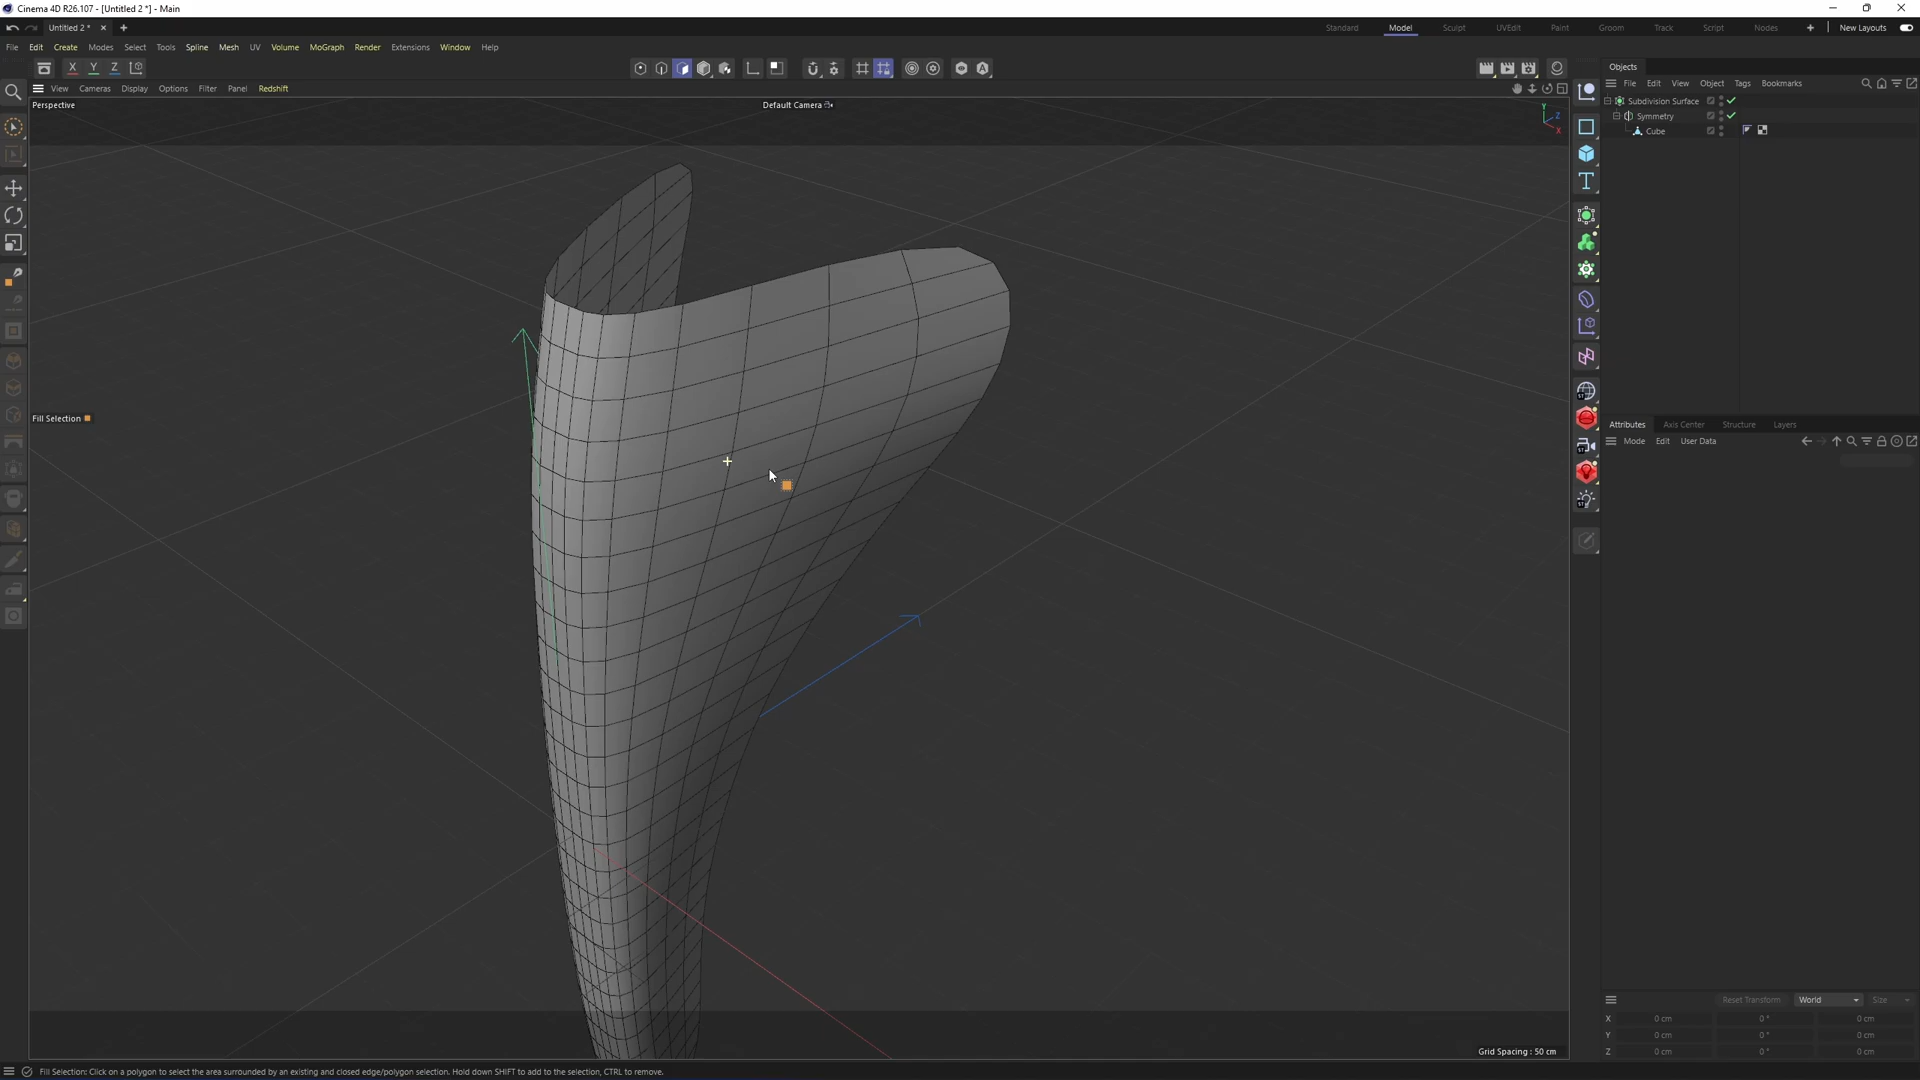 Cinema 4D R26.107 - [Untitled 2 *] - Main
Untitled 2 *
Standard Model Sculpt UVEdit Paint Groom Track Script Nodes New Layouts
File Edit Create Modes Select Tools Spline Mesh UV Volume MoGraph Render Extensions Window Help
X Y Z
View Cameras Display Options Filter Panel Redshift
Perspective
Default Camera
Y
Z
X
Fill Selection
Grid Spacing : 50 cm
Objects
File Edit View Object Tags Bookmarks
Subdivision Surface
Symmetry
Cube
Attributes Axis Center Structure Layers
Mode Edit User Data
Reset Transform World Size
X 0 cm 0 ° 0 cm
Y 0 cm 0 ° 0 cm
Z 0 cm 0 ° 0 cm
Fill Selection: Click on a polygon to select the area surrounded by an existing and closed edge/polygon selection. Hold down SHIFT to add to the selection, CTRL to remove.